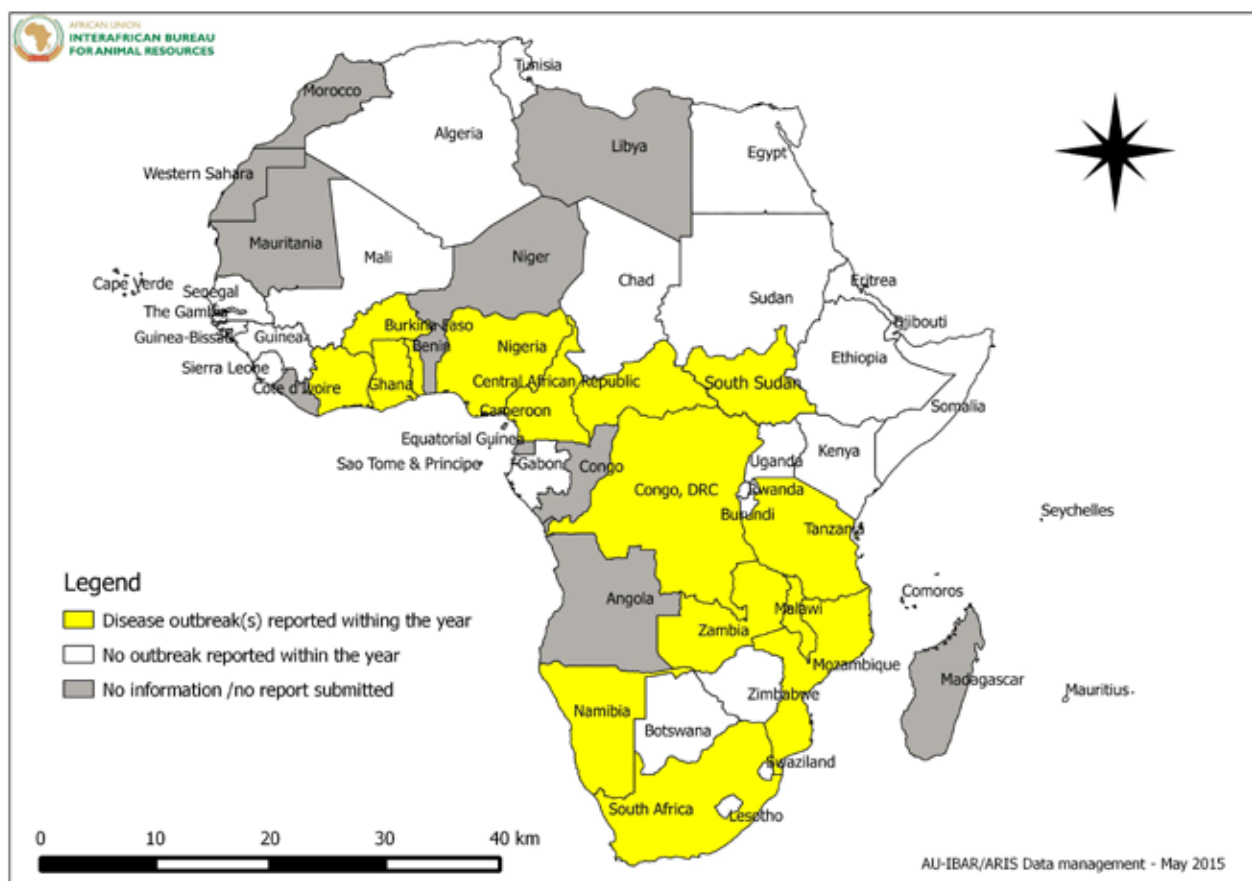 AFRICAN UNION
INTERAFRICAN BUREAU
FOR ANIMAL RESOURCES
Tunisia
Morocco
Algeria
Libya
Egypt
Western Sahara
Mauritania
Mali
Niger
Chad
Sudan
Eritrea
Cape Verde
Senegal
The Gambia
Guinea-Bissau
Guinea
Burkina Faso
Djibouti
Benin
Nigeria
Ethiopia
Sierra Leone
Cote d'Ivoire
Ghana
Central African Republic
South Sudan
Somalia
Cameroon
Equatorial Guinea
Sao Tome & Principe
Gabon
Congo
Uganda
Kenya
Congo, DRC
Rwanda
Burundi
Tanzania
Seychelles
Comoros
Angola
Malawi
Zambia
Mozambique
Madagascar
Mauritius
Zimbabwe
Namibia
Botswana
Swaziland
South Africa
Lesotho
Legend
Disease outbreak(s) reported withing the year
No outbreak reported within the year
No information /no report submitted
0 10 20 30 40 km
AU-IBAR/ARIS Data management - May 2015